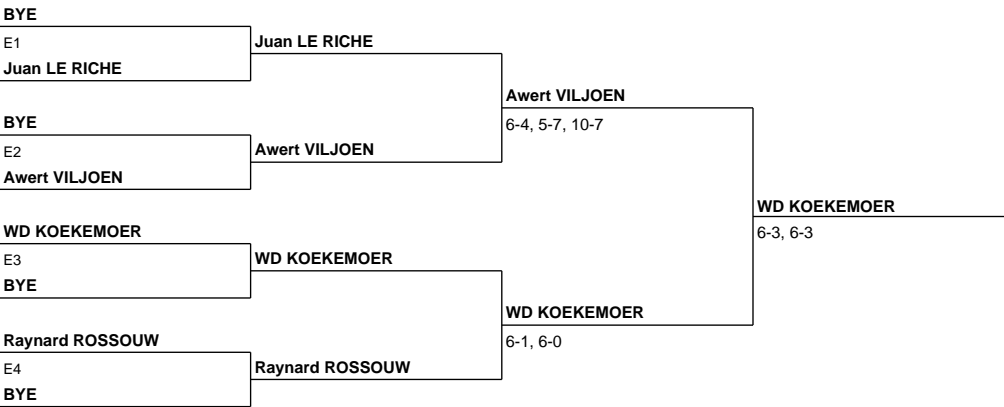 BYE
E1
Juan LE RICHE
Juan LE RICHE
Awert VILJOEN
6-4, 5-7, 10-7
BYE
E2
Awert VILJOEN
Awert VILJOEN
WD KOEKEMOER
6-3, 6-3
WD KOEKEMOER
E3
BYE
WD KOEKEMOER
WD KOEKEMOER
6-1, 6-0
Raynard ROSSOUW
E4
BYE
Raynard ROSSOUW